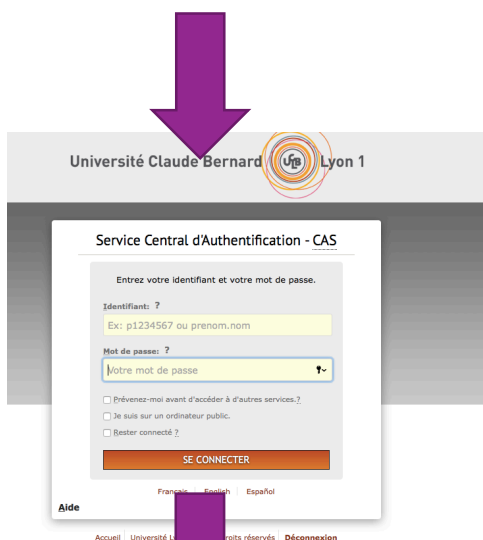 Université Claude Bernard UCB Lyon 1
Service Central d'Authentification - CAS
Entrez votre identifiant et votre mot de passe.
Identifiant: ?
Ex: p1234567 ou prenom.nom
Mot de passe: ?
Votre mot de passe
Prévenez-moi avant d'accéder à d'autres services.?
Je suis sur un ordinateur public.
Rester connecté ?
SE CONNECTER
Français English Español
Aide
Accueil Université roits réservés Déconnexion